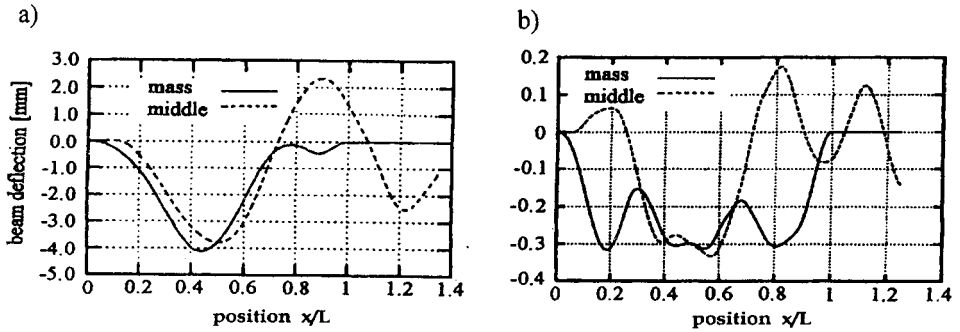 a)
3.0
2.0
1.0
0.0
-1.0
-2.0
-3.0
-4.0
-5.0
beam deflection [mm]
mass
middle
0 0.2 0.4 0.6 0.8 1 1.2 1.4
position x/L
b)
0.2
0.1
0
-0.1
-0.2
-0.3
-0.4
mass
middle
0 0.2 0.4 0.6 0.8 1 1.2 1.4
position x/L